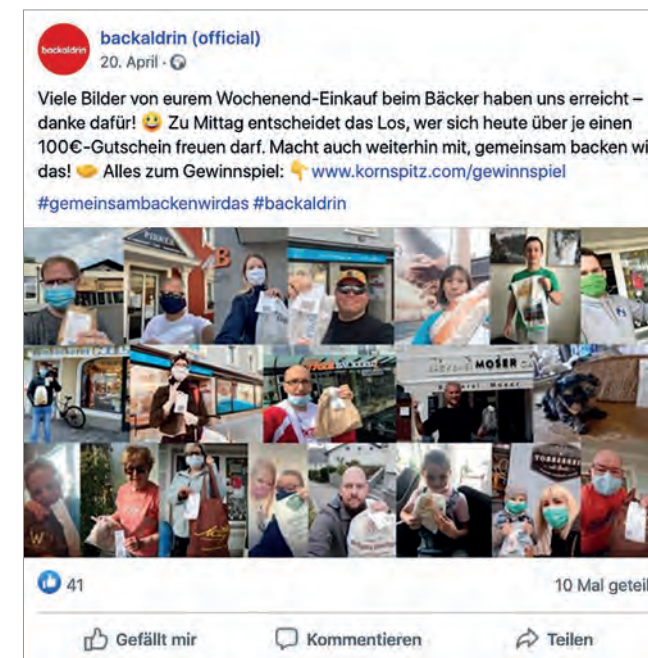 backaldrin
backaldrin (official)
20. April ·
Viele Bilder von eurem Wochenend-Einkauf beim Bäcker haben uns erreicht –
danke dafür! 😃 Zu Mittag entscheidet das Los, wer sich heute über je einen
100€-Gutschein freuen darf. Macht auch weiterhin mit, gemeinsam backen wi
das! 🤝 Alles zum Gewinnspiel: 👇 www.kornspitz.com/gewinnspiel
#gemeinsambackenwirdas #backaldrin
B
MOSER
Moser
W
41
10 Mal geteil
Gefällt mir
Kommentieren
Teilen